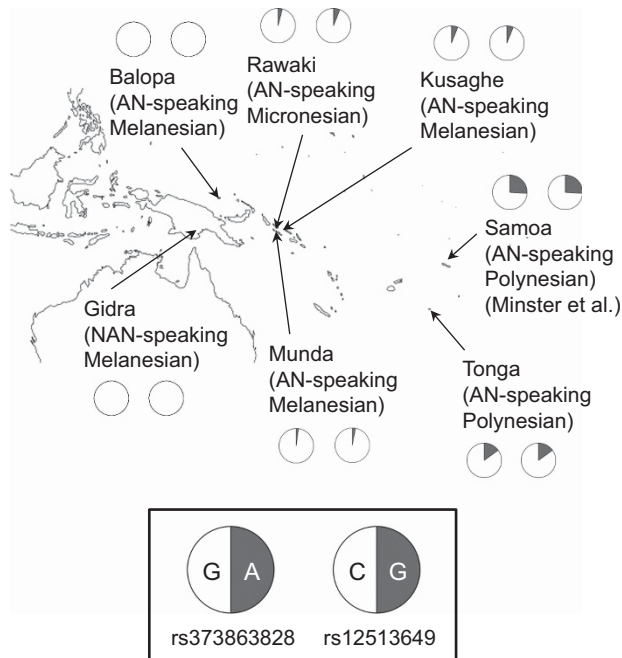 Balopa
(AN-speaking
Melanesian)
Rawaki
(AN-speaking
Micronesian)
Kusaghe
(AN-speaking
Melanesian)
Samoa
(AN-speaking
Polynesian)
(Minster et al.)
Gidra
(NAN-speaking
Melanesian)
Munda
(AN-speaking
Melanesian)
Tonga
(AN-speaking
Polynesian)
G A
C G
rs373863828
rs12513649